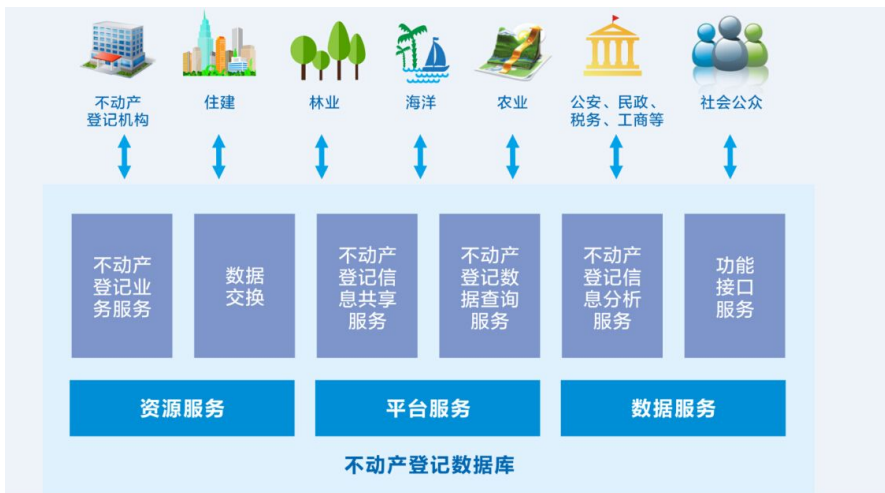 不动产
登记机构
住建
林业
海洋
农业
公安、民政、
税务、工商等
社会公众
不动产
登记业
务服务
数据
交换
不动产
登记信
息共享
服务
不动产
登记数
据查询
服务
不动产
登记信
息分析
服务
功能
接口
服务
资源服务
平台服务
数据服务
不动产登记数据库